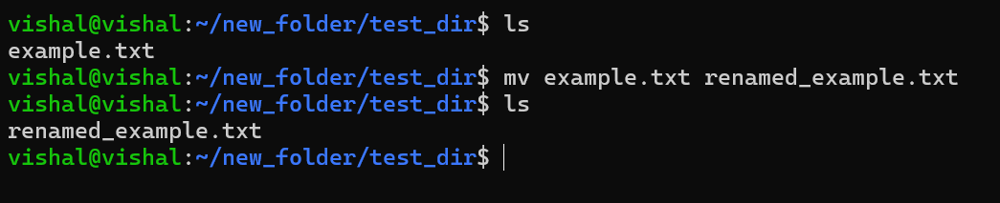 vishal@vishal:~/new_folder/test_dir$ ls
example.txt
vishal@vishal:~/new_folder/test_dir$ mv example.txt renamed_example.txt
vishal@vishal:~/new_folder/test_dir$ ls
renamed_example.txt
vishal@vishal:~/new_folder/test_dir$